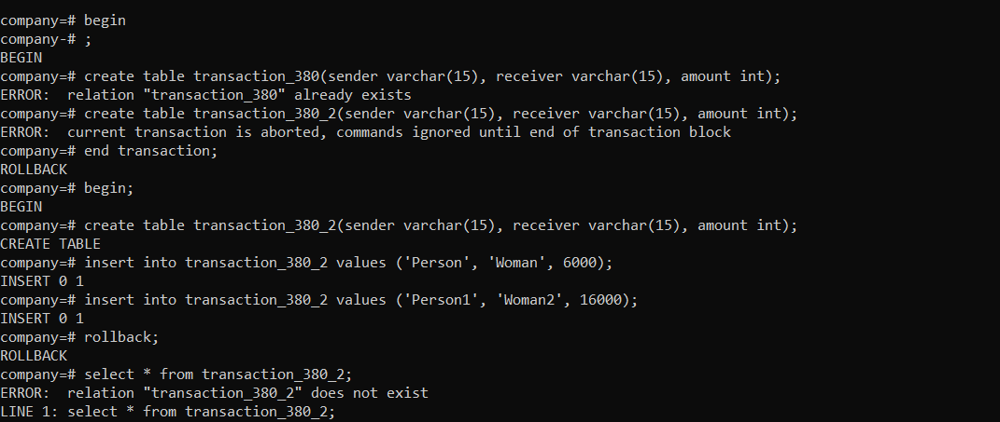 company=# begin
company-# ;
BEGIN
company=# create table transaction_380(sender varchar(15), receiver varchar(15), amount int);
ERROR:  relation "transaction_380" already exists
company=# create table transaction_380_2(sender varchar(15), receiver varchar(15), amount int);
ERROR:  current transaction is aborted, commands ignored until end of transaction block
company=# end transaction;
ROLLBACK
company=# begin;
BEGIN
company=# create table transaction_380_2(sender varchar(15), receiver varchar(15), amount int);
CREATE TABLE
company=# insert into transaction_380_2 values ('Person', 'Woman', 6000);
INSERT 0 1
company=# insert into transaction_380_2 values ('Person1', 'Woman2', 16000);
INSERT 0 1
company=# rollback;
ROLLBACK
company=# select * from transaction_380_2;
ERROR:  relation "transaction_380_2" does not exist
LINE 1: select * from transaction_380_2;